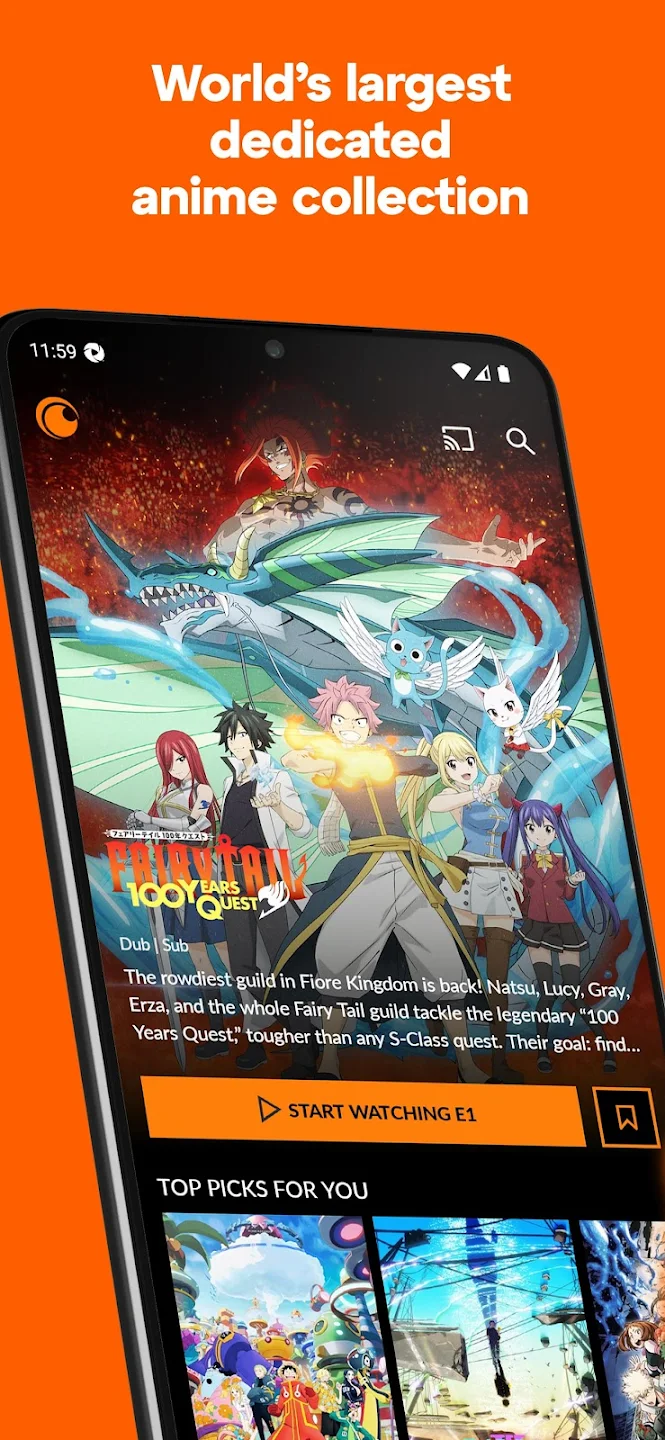 World’s largest
dedicated
anime collection
11:59
フェアリーテイル 100年クエスト
FAIRY TAIL
100 YEARS
QUEST
Dub | Sub
The rowdiest guild in Fiore Kingdom is back! Natsu, Lucy, Gray,
Erza, and the whole Fairy Tail guild tackle the legendary “100
Years Quest,” tougher than any S-Class quest. Their goal: find...
START WATCHING E1
TOP PICKS FOR YOU